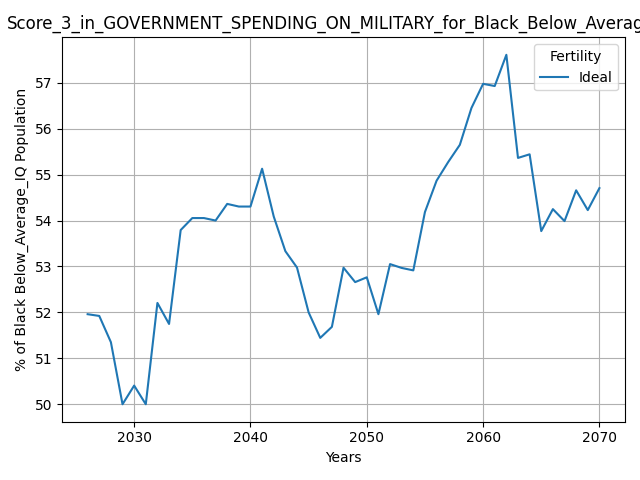 Score_3_in_GOVERNMENT_SPENDING_ON_MILITARY_for_Black_Below_Averag
Fertility
Ideal
% of Black Below_Average_IQ Population
57
56
55
54
53
52
51
50
2030 2040 2050 2060 2070
Years